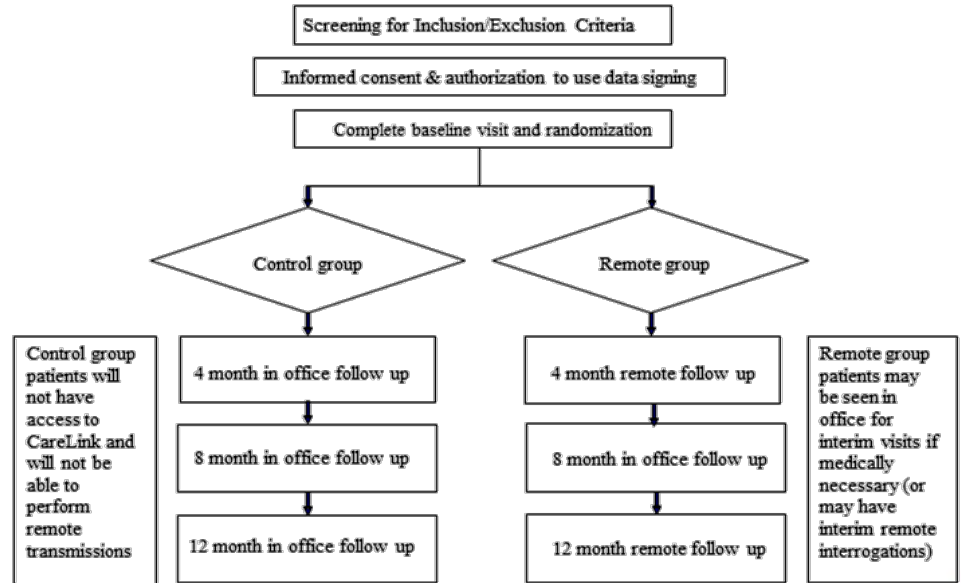 Screening for Inclusion/Exclusion Criteria
Informed consent & authorization to use data signing
Complete baseline visit and randomization
Control group
Remote group
Control group
patients will
not have
access to
CareLink and
will not be
able to
perform
remote
transmissions
4 month in office follow up
8 month in office follow up
12 month in office follow up
4 month remote follow up
8 month in office follow up
12 month remote follow up
Remote group
patients may
be seen in
office for
interim visits if
medically
necessary (or
may have
interim remote
interrogations)